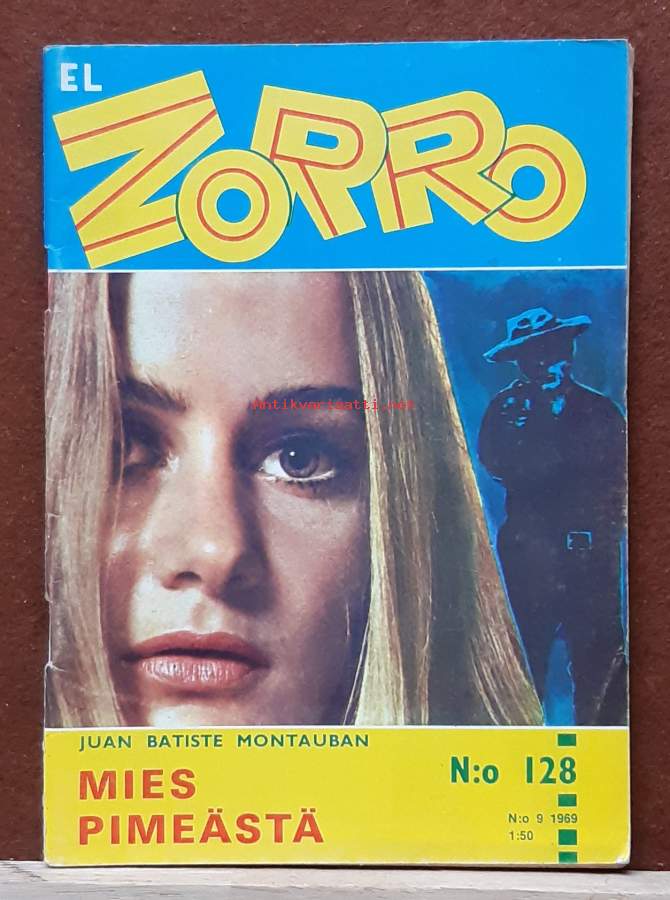 EL
ZORRO
Antikvariaatti.net
JUAN BATISTE MONTAUBAN
MIES
PIMEÄSTÄ
N:o 128
N:o 9 1969
1:50